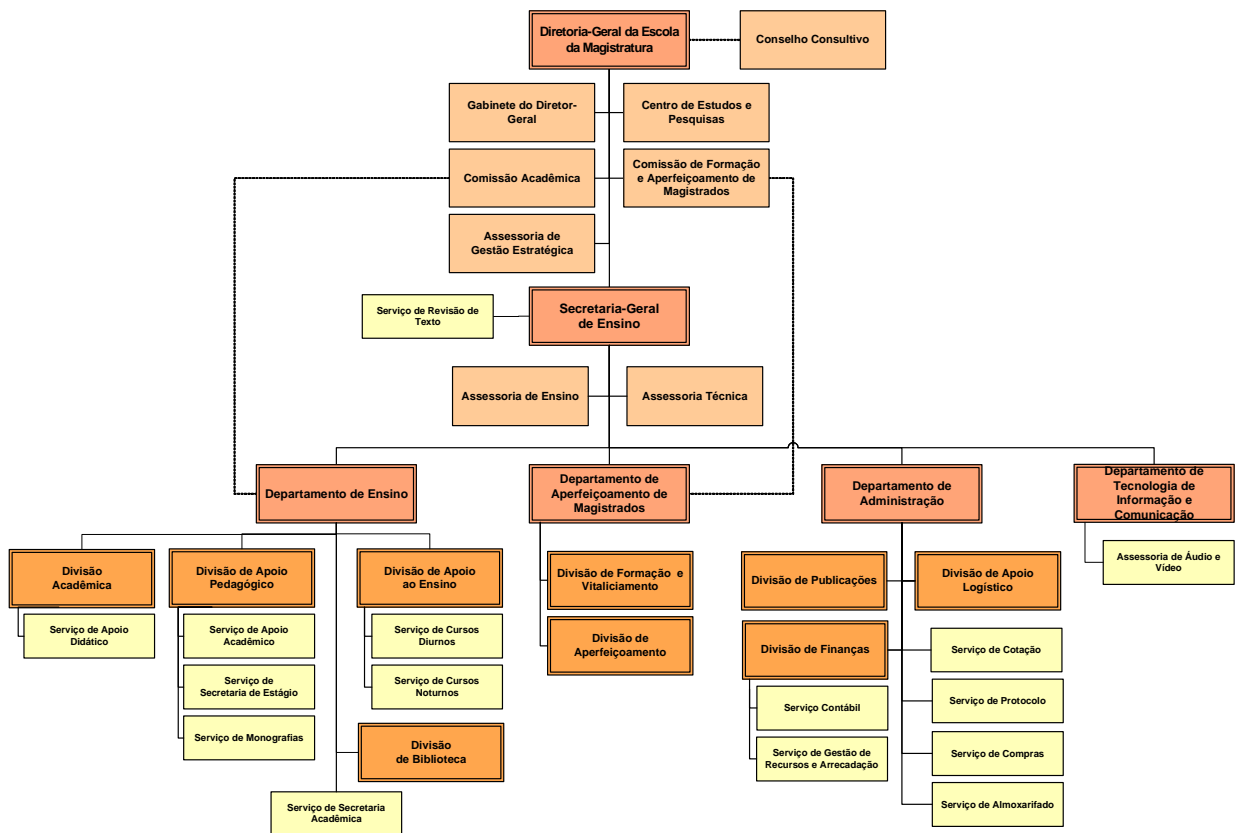 Diretoria-Geral da Escola
da Magistratura
Conselho Consultivo
Gabinete do Diretor-
Geral
Centro de Estudos e
Pesquisas
Comissão Acadêmica
Comissão de Formação
e Aperfeiçoamento de
Magistrados
Assessoria de
Gestão Estratégica
Serviço de Revisão de
Texto
Secretaria-Geral
de Ensino
Assessoria de Ensino
Assessoria Técnica
Departamento de Ensino
Departamento de
Aperfeiçoamento de
Magistrados
Departamento de
Administração
Departamento de
Tecnologia de
Informação e
Comunicação
Divisão
Acadêmica
Divisão de Apoio
Pedagógico
Divisão de Apoio
ao Ensino
Divisão de Formação e
Vitaliciamento
Divisão de Publicações
Divisão de Apoio
Logístico
Assessoria de Áudio e
Vídeo
Serviço de Apoio
Didático
Serviço de Apoio
Acadêmico
Serviço de Cursos
Diurnos
Divisão de
Aperfeiçoamento
Divisão de Finanças
Serviço de Cotação
Serviço de
Secretaria de Estágio
Serviço de Cursos
Noturnos
Serviço Contábil
Serviço de Protocolo
Serviço de Monografias
Divisão
de Biblioteca
Serviço de Gestão de
Recursos e Arrecadação
Serviço de Compras
Serviço de Secretaria
Acadêmica
Serviço de Almoxarifado